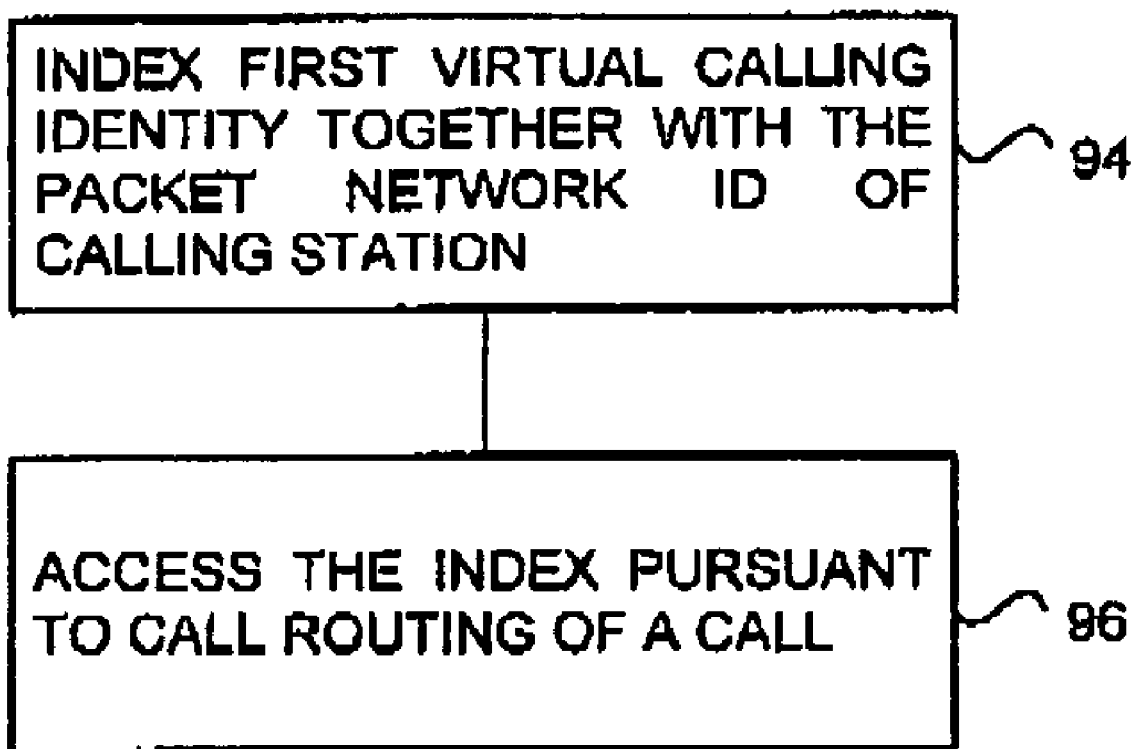 INDEX FIRST VIRTUAL CALLING
IDENTITY TOGETHER WITH THE
PACKET NETWORK ID OF
CALLING STATION
94
ACCESS THE INDEX PURSUANT
TO CALL ROUTING OF A CALL
96